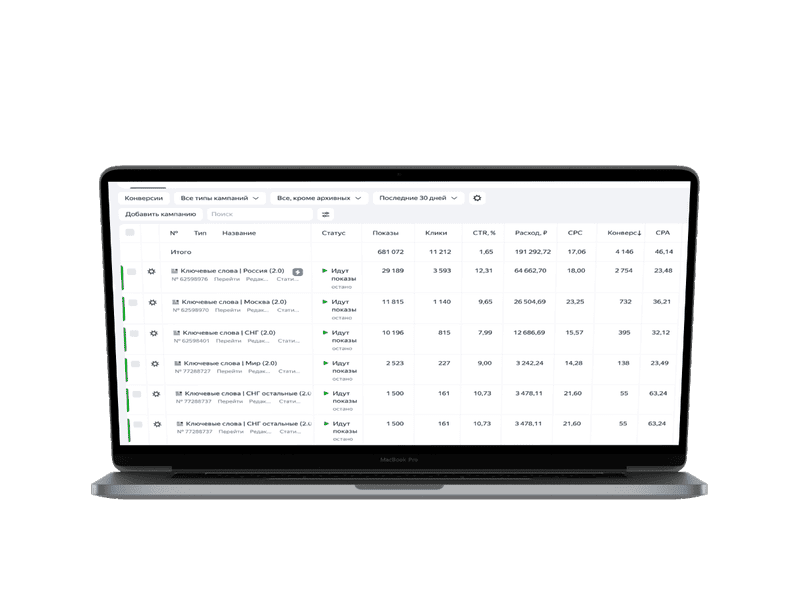 Конверсии Все типы кампаний Все, кроме архивных Последние 30 дней
Добавить кампанию Поиск
№ Тип Название Статус Показы Клики CTR, % Расход, ₽ CPC Конверс↓ CPA
Итого 681 072 11 212 1,65 191 292,72 17,06 4 146 46,14
Ключевые слова | Россия (2.0) Идут показы 29 189 3 593 12,31 64 662,70 18,00 2 754 23,48
№ 62598976 Перейти Редак... Стати... остано
Ключевые слова | Москва (2.0) Идут показы 11 815 1 140 9,65 26 504,69 23,25 732 36,21
№ 62598970 Перейти Редак... Стати... остано
Ключевые слова | СНГ (2.0) Идут показы 10 196 815 7,99 12 686,69 15,57 395 32,12
№ 62598401 Перейти Редак... Стати... остано
Ключевые слова | Мир (2.0) Идут показы 2 523 227 9,00 3 242,24 14,28 138 23,49
№ 77288727 Перейти Редак... Стати... остано
Ключевые слова | СНГ остальные (2.0 Идут показы 1 500 161 10,73 3 478,11 21,60 55 63,24
№ 77288737 Перейти Редак... Стати... остано
Ключевые слова | СНГ остальные (2.0 Идут показы 1 500 161 10,73 3 478,11 21,60 55 63,24
№ 77288737 Перейти Редак... Стати... остано
MacBook Pro